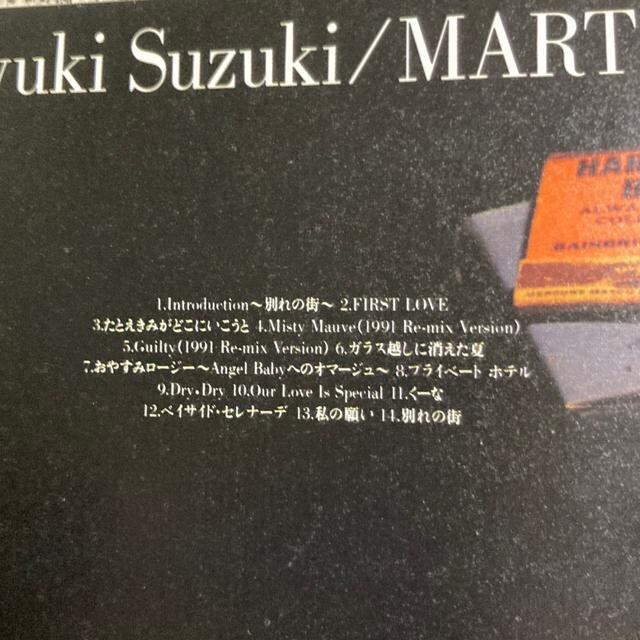 yuki Suzuki/MART
1.Introduction～別れの街～ 2.FIRST LOVE
3.たとえきみがどこにいこうと 4.Misty Mauve(1991 Re-mix Version)
5.Guilty(1991 Re-mix Version) 6.ガラス越しに消えた夏
7.おやすみロージー～Angel Babyへのオマージュ～ 8.プライベート ホテル
9.Dry・Dry 10.Our Love Is Special 11.くーな
12.ベイサイド・セレナーデ 13.私の願い 14.別れの街
ALWA